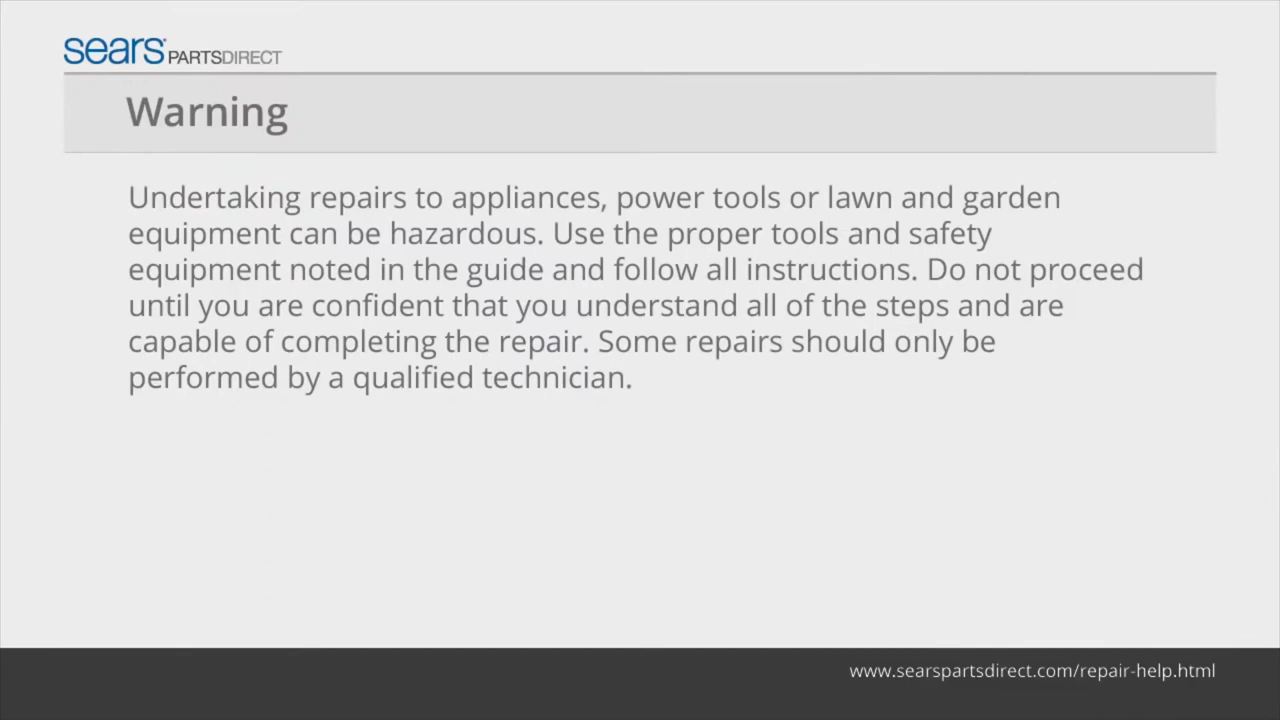 sears PARTSDIRECT
Warning
Undertaking repairs to appliances, power tools or lawn and garden
equipment can be hazardous. Use the proper tools and safety
equipment noted in the guide and follow all instructions. Do not proceed
until you are confident that you understand all of the steps and are
capable of completing the repair. Some repairs should only be
performed by a qualified technician.
www.searspartsdirect.com/repair-help.html